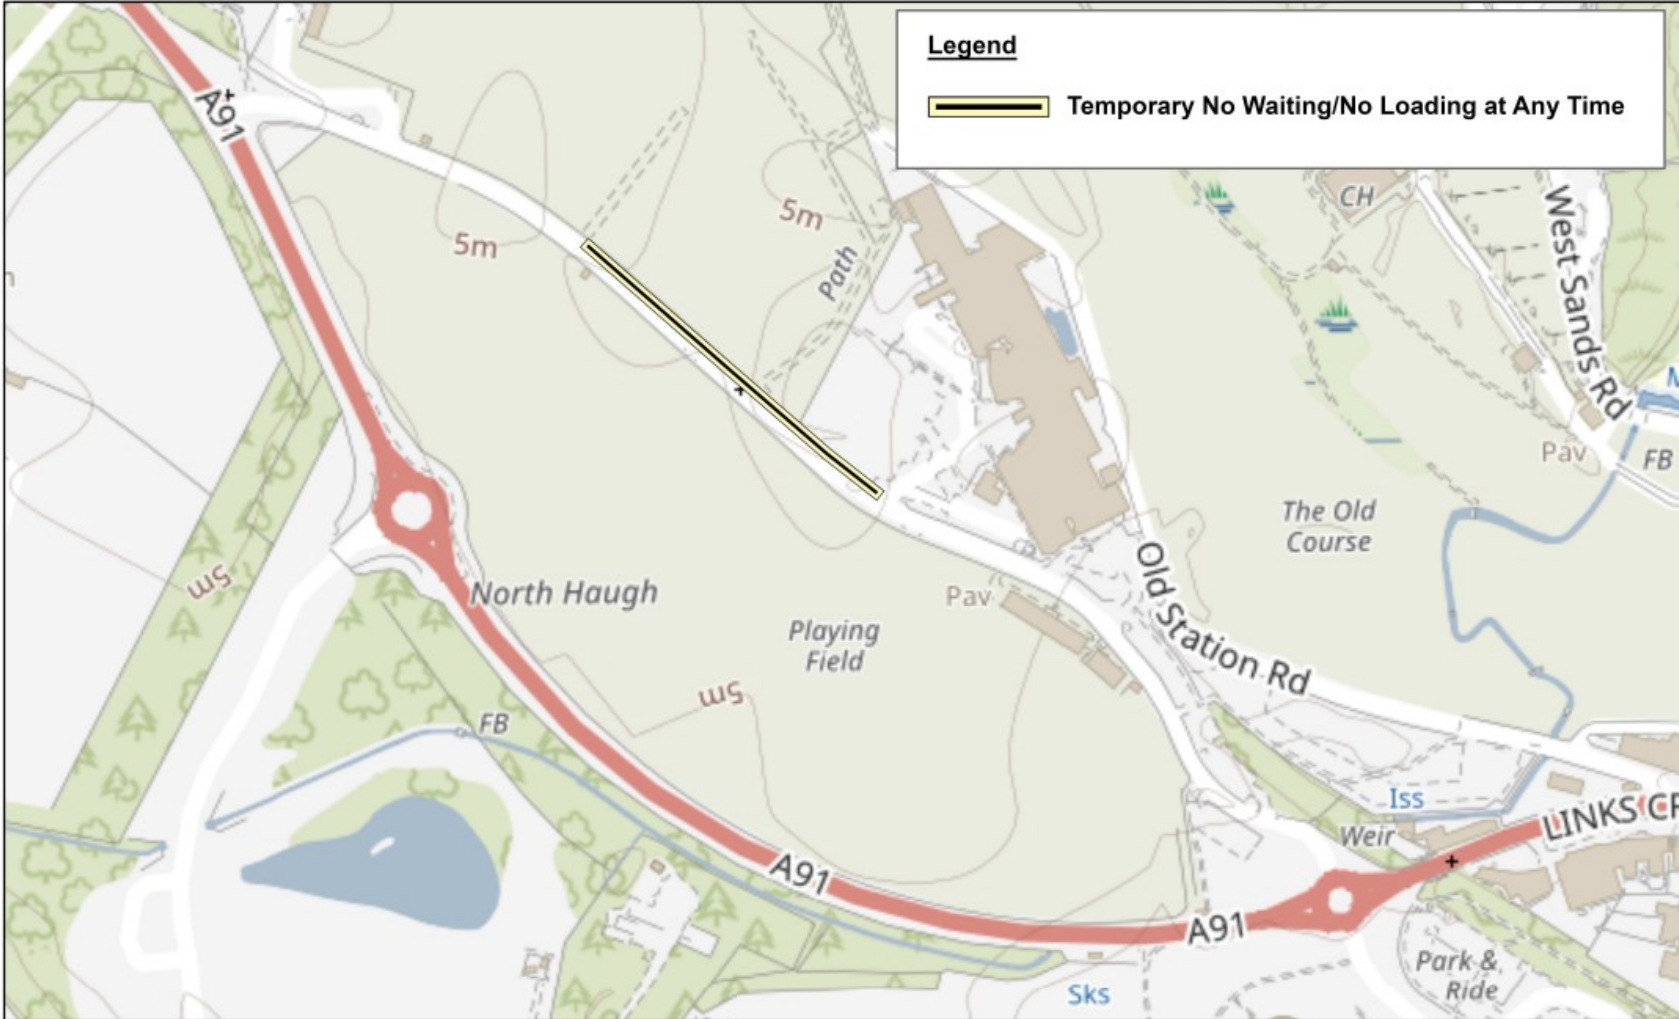 Legend
Temporary No Waiting/No Loading at Any Time
A91
5m
5m
Path
CH
West Sands Rd
Pav
FB
The Old
Course
5m
North Haugh
Pav
Playing
Field
Old Station Rd
5m
FB
Iss
Weir
LINKS CR
A91
A91
Park &
Ride
Sks